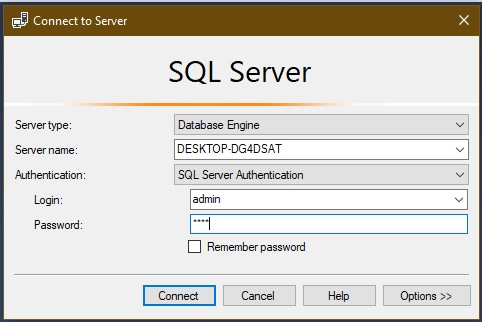 Connect to Server
SQL Server
Server type: Database Engine
Server name: DESKTOP-DG4DSAT
Authentication: SQL Server Authentication
Login: admin
Password: ****
Remember password
Connect Cancel Help Options >>